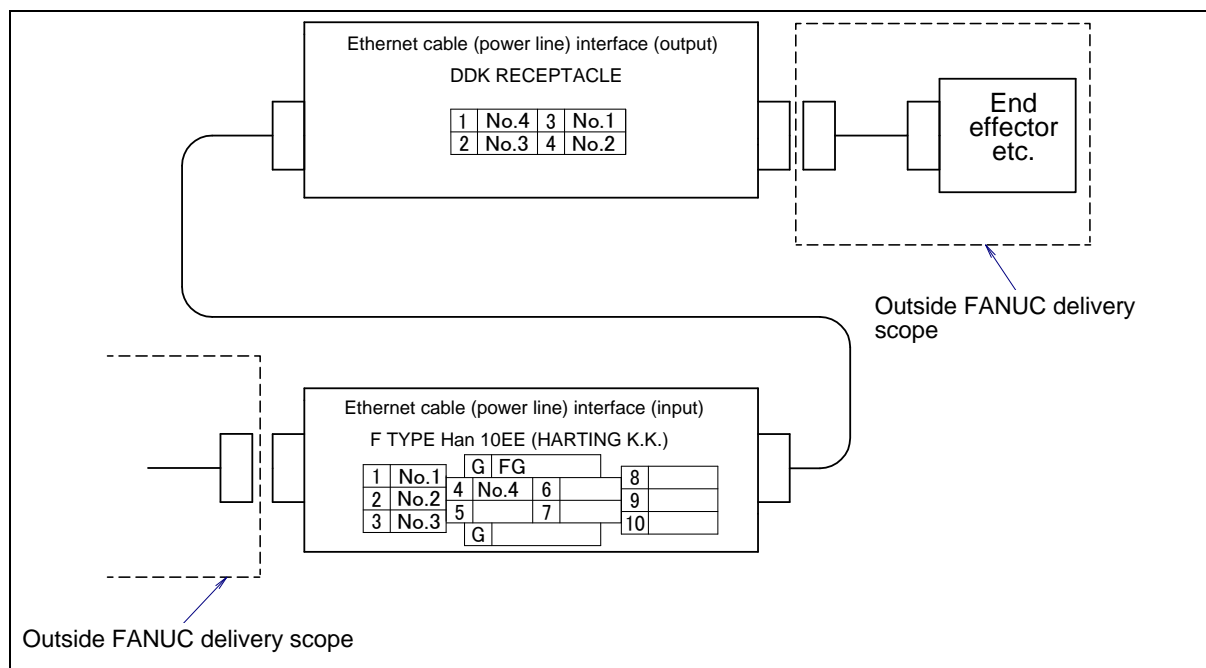 Ethernet cable (power line) interface (output)
DDK RECEPTACLE
1 No.4 3 No.1
2 No.3 4 No.2
End
effector
etc.
Outside FANUC delivery
scope
Ethernet cable (power line) interface (input)
F TYPE Han 10EE (HARTING K.K.)
G FG
1 No.1 8
4 No.4 6
2 No.2 9
5 7
3 No.3 10
G
Outside FANUC delivery scope